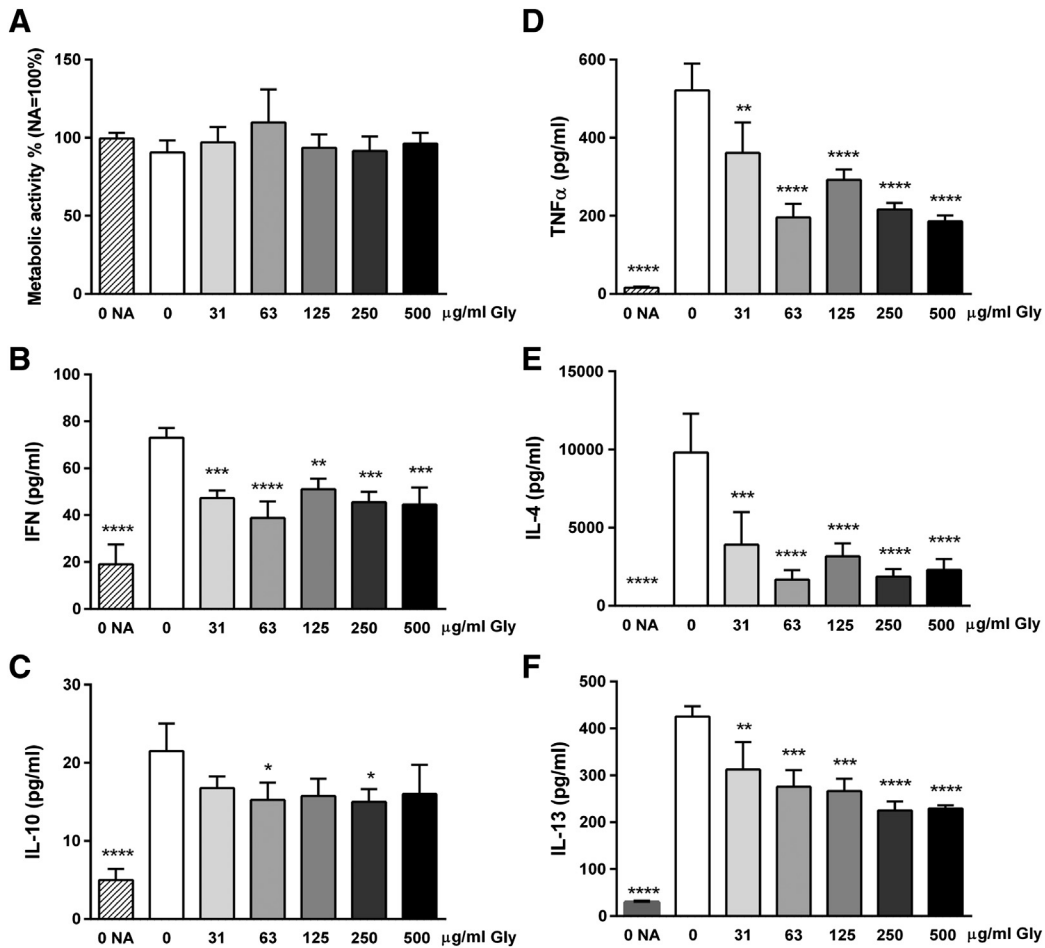 A
Metabolic activity % (NA=100%)
150
100
50
0
0 NA 0 31 63 125 250 500 μg/ml Gly
B
IFN (pg/ml)
100
80
60
40
20
0
**** *** **** ** *** ***
0 NA 0 31 63 125 250 500 μg/ml Gly
C
IL-10 (pg/ml)
30
20
10
0
**** * *
0 NA 0 31 63 125 250 500 μg/ml Gly
D
TNFα (pg/ml)
600
400
200
0
**** ** **** **** **** ****
0 NA 0 31 63 125 250 500 μg/ml Gly
E
IL-4 (pg/ml)
15000
10000
5000
0
**** *** **** **** **** ****
0 NA 0 31 63 125 250 500 μg/ml Gly
F
IL-13 (pg/ml)
500
400
300
200
100
0
**** ** *** *** **** ****
0 NA 0 31 63 125 250 500 μg/ml Gly